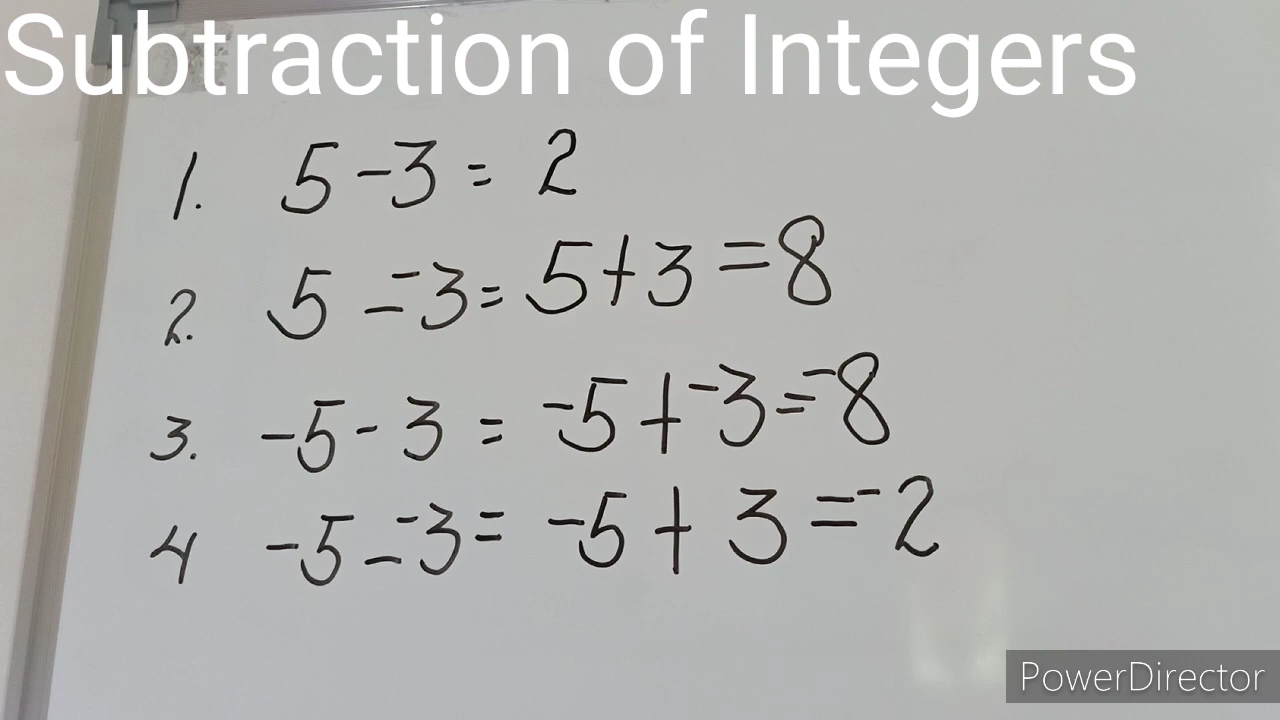 Subtraction of Integers
1. 5 - 3 = 2
2. 5 - -3 = 5 + 3 = 8
3. -5 - 3 = -5 + -3 = -8
4 -5 - -3 = -5 + 3 = -2
PowerDirector